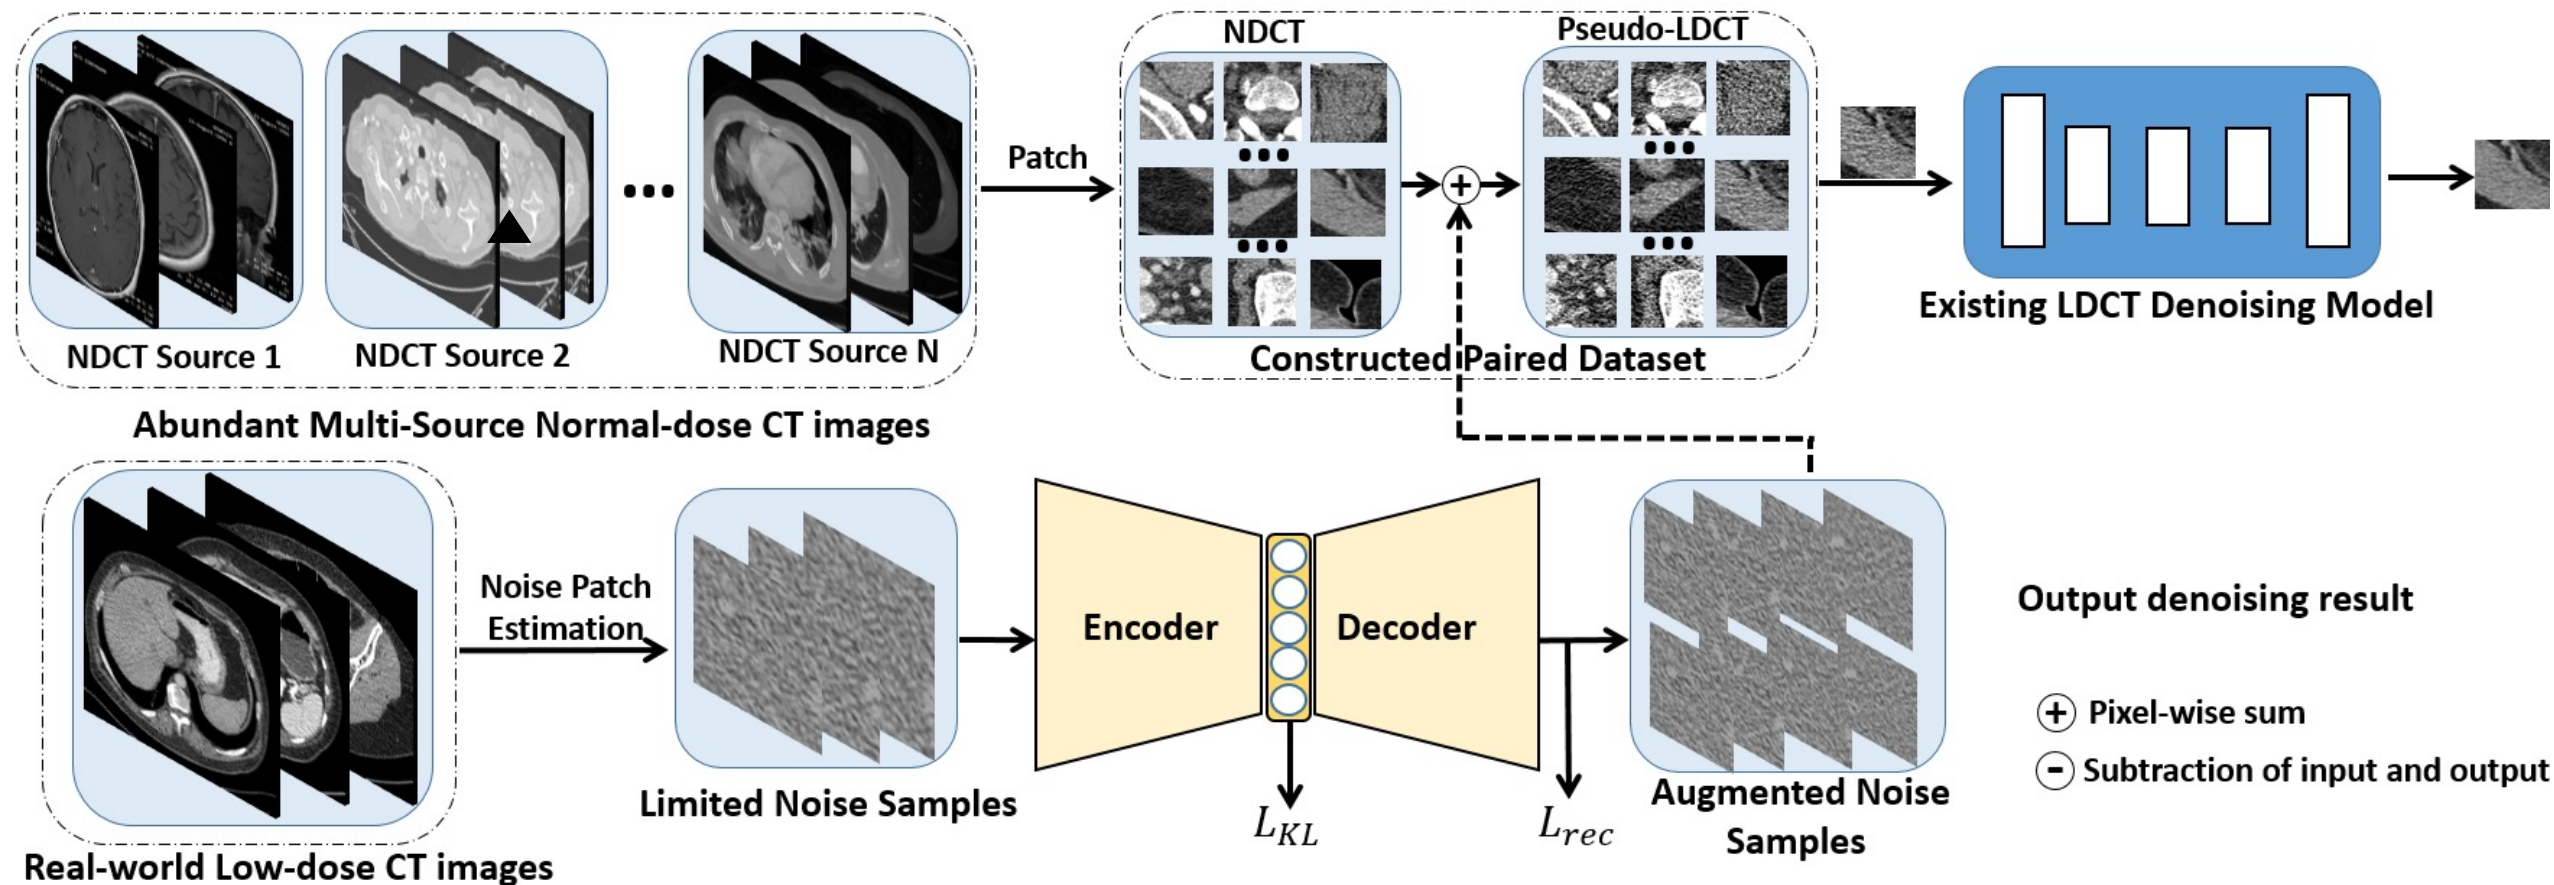 NDCT
Pseudo-LDCT
Patch
NDCT Source 1
NDCT Source 2
NDCT Source N
Constructed Paired Dataset
Existing LDCT Denoising Model
Abundant Multi-Source Normal-dose CT images
Noise Patch
Estimation
Encoder
Decoder
Output denoising result
+ Pixel-wise sum
- Subtraction of input and output
Limited Noise Samples
L_KL
L_rec
Augmented Noise
Samples
Real-world Low-dose CT images